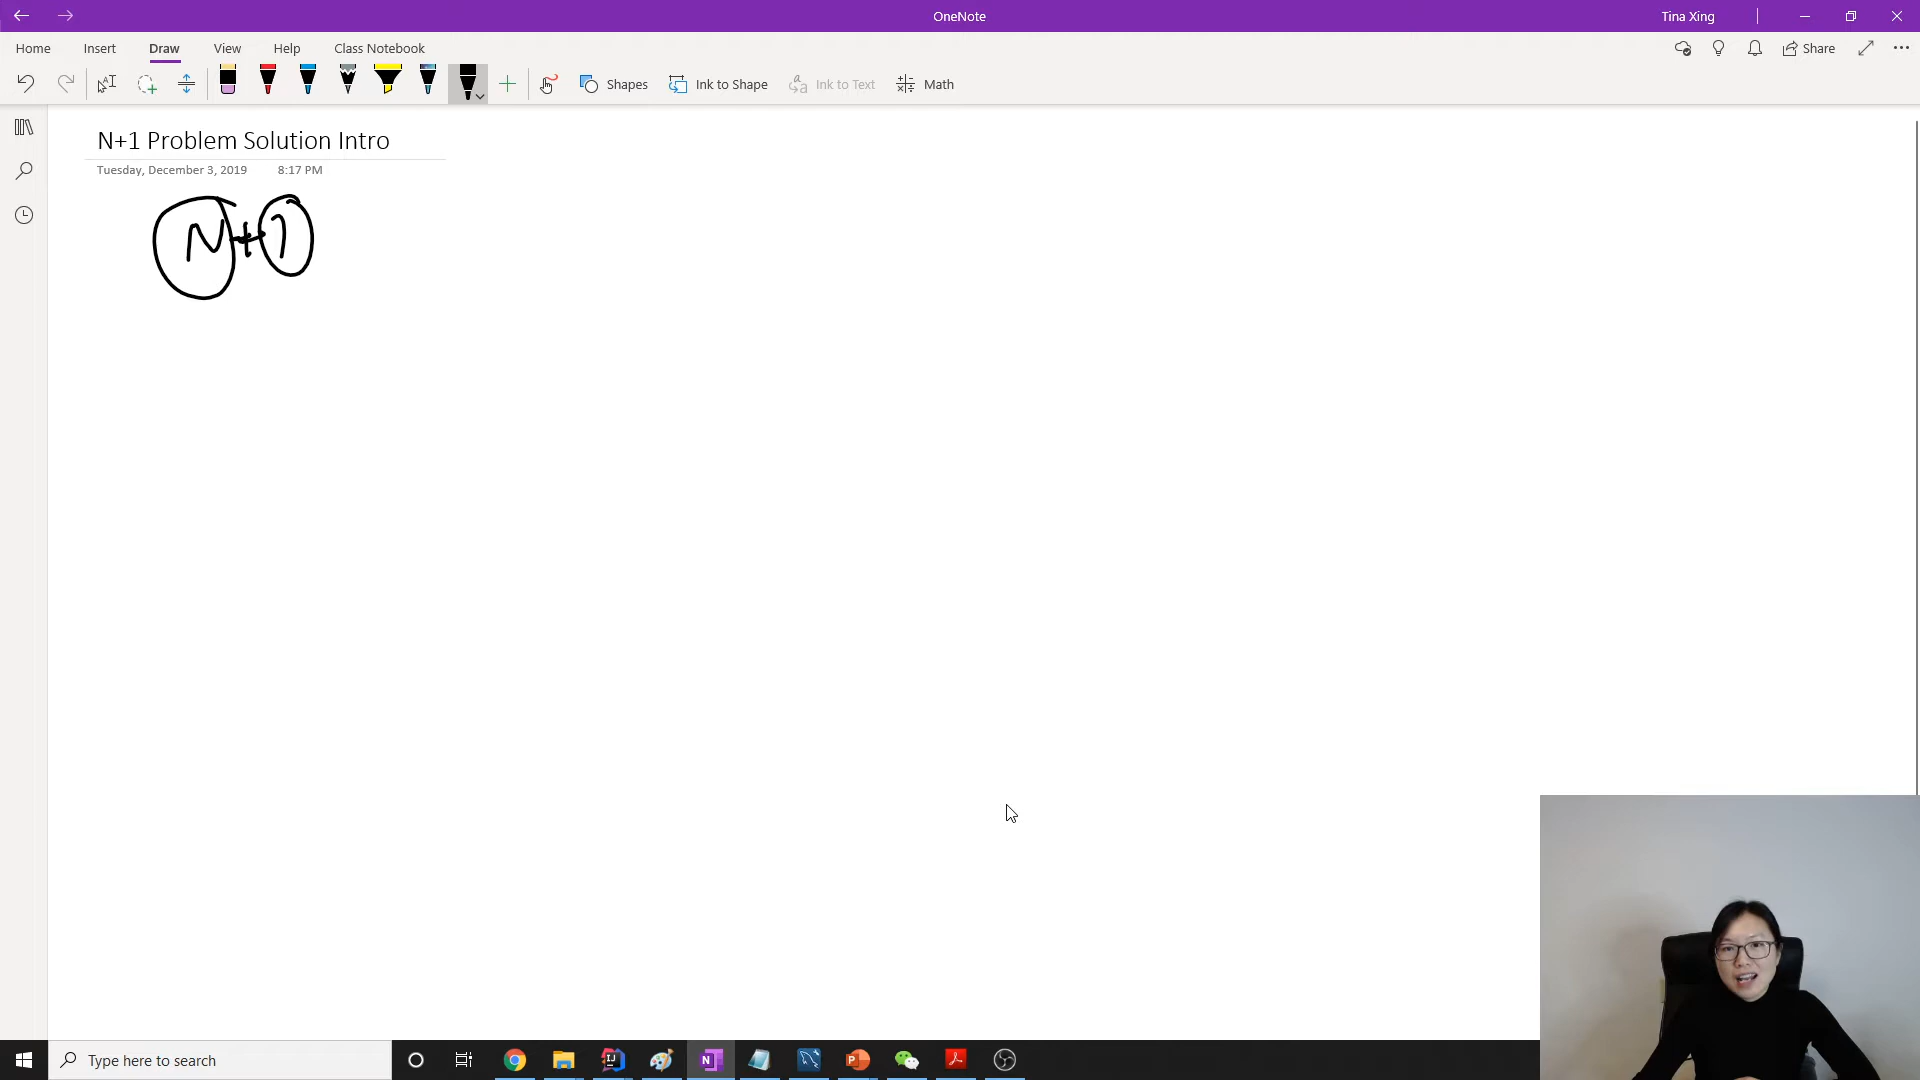 OneNote
Tina Xing
Home Insert Draw View Help Class Notebook
Share
Shapes Ink to Shape Ink to Text Math
N+1 Problem Solution Intro
Tuesday, December 3, 2019 8:17 PM
N+1
Type here to search